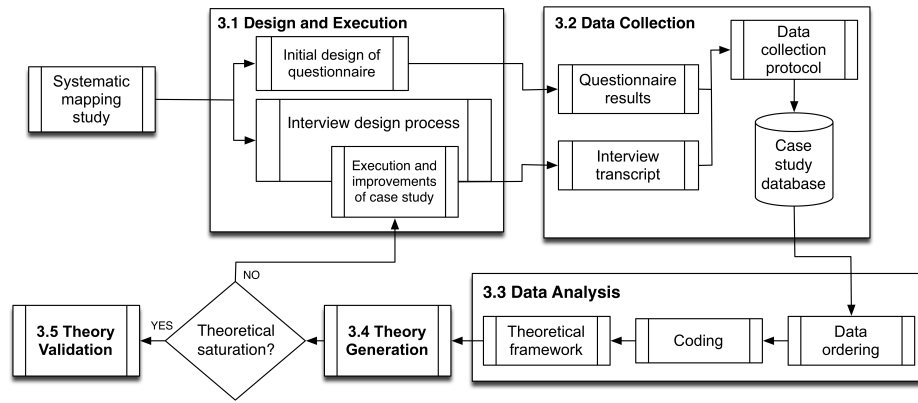 3.1 Design and Execution
Initial design of
questionnaire
Systematic
mapping
study
Interview design process
Execution and
improvements
of case study
3.2 Data Collection
Data
collection
protocol
Questionnaire
results
Interview
transcript
Case
study
database
3.3 Data Analysis
Data
ordering
Coding
Theoretical
framework
3.4 Theory
Generation
Theoretical
saturation?
NO
YES
3.5 Theory
Validation